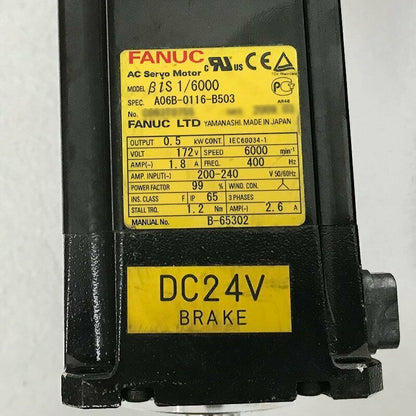 FANUC c RU us CE
AC Servo Motor
MODEL βiS 1/6000
SPEC. A06B-0116-B503
No.
FANUC LTD YAMANASHI, MADE IN JAPAN
OUTPUT 0.5 kW CONT. IEC60034-1
VOLT 172 V SPEED 6000 min⁻¹
AMP(~) 1.8 A FREQ. 400 Hz
AMP. INPUT(~) 200-240 V 50/60Hz
POWER FACTOR 99 %
INS. CLASS F IP 65 3 PHASES
STALL TRQ. 1.2 Nm AMP(~) 2.6 A
MANUAL No. B-65302
DC24V
BRAKE